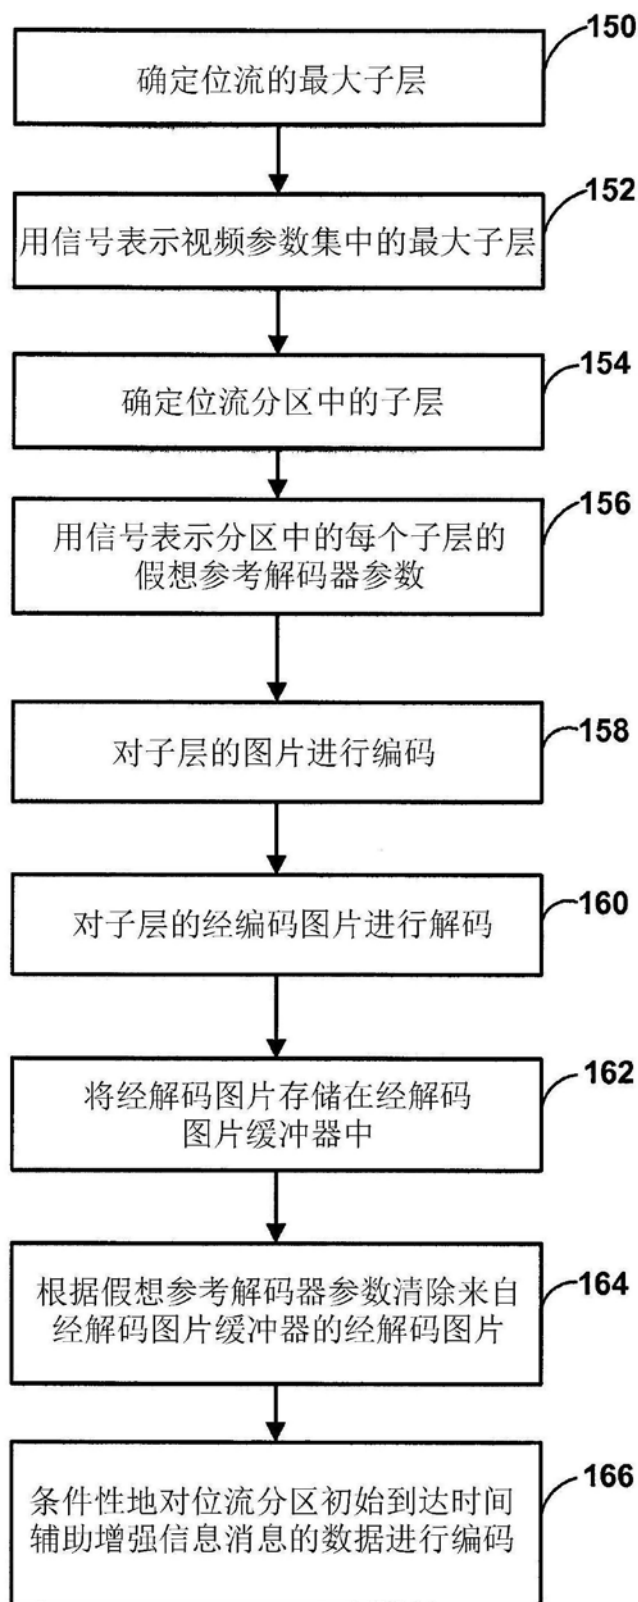 150
确定位流的最大子层
152
用信号表示视频参数集中的最大子层
154
确定位流分区中的子层
156
用信号表示分区中的每个子层的
假想参考解码器参数
158
对子层的图片进行编码
160
对子层的经编码图片进行解码
162
将经解码图片存储在经解码
图片缓冲器中
164
根据假想参考解码器参数清除来自
经解码图片缓冲器的经解码图片
166
条件性地对位流分区初始到达时间
辅助增强信息消息的数据进行编码